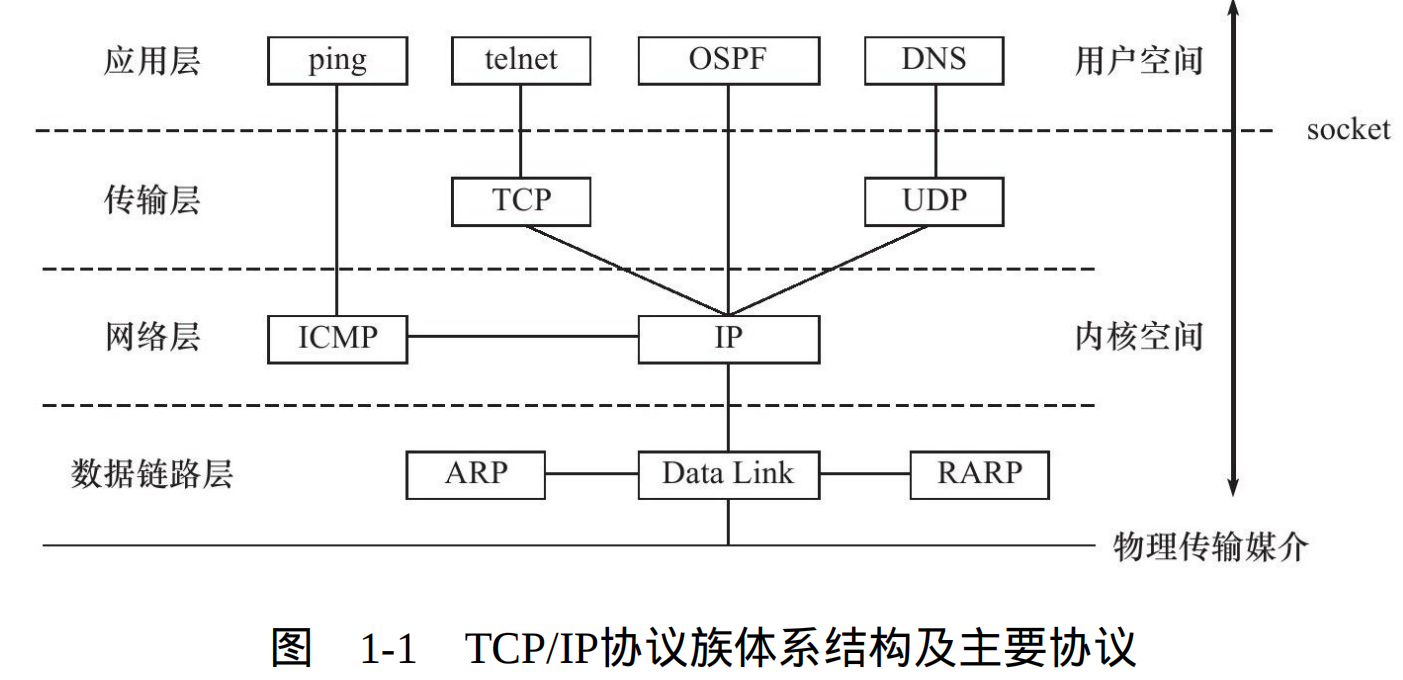 应用层 ping telnet OSPF DNS 用户空间
socket
传输层 TCP UDP
网络层 ICMP IP 内核空间
数据链路层 ARP Data Link RARP
物理传输媒介
图 1-1 TCP/IP协议族体系结构及主要协议